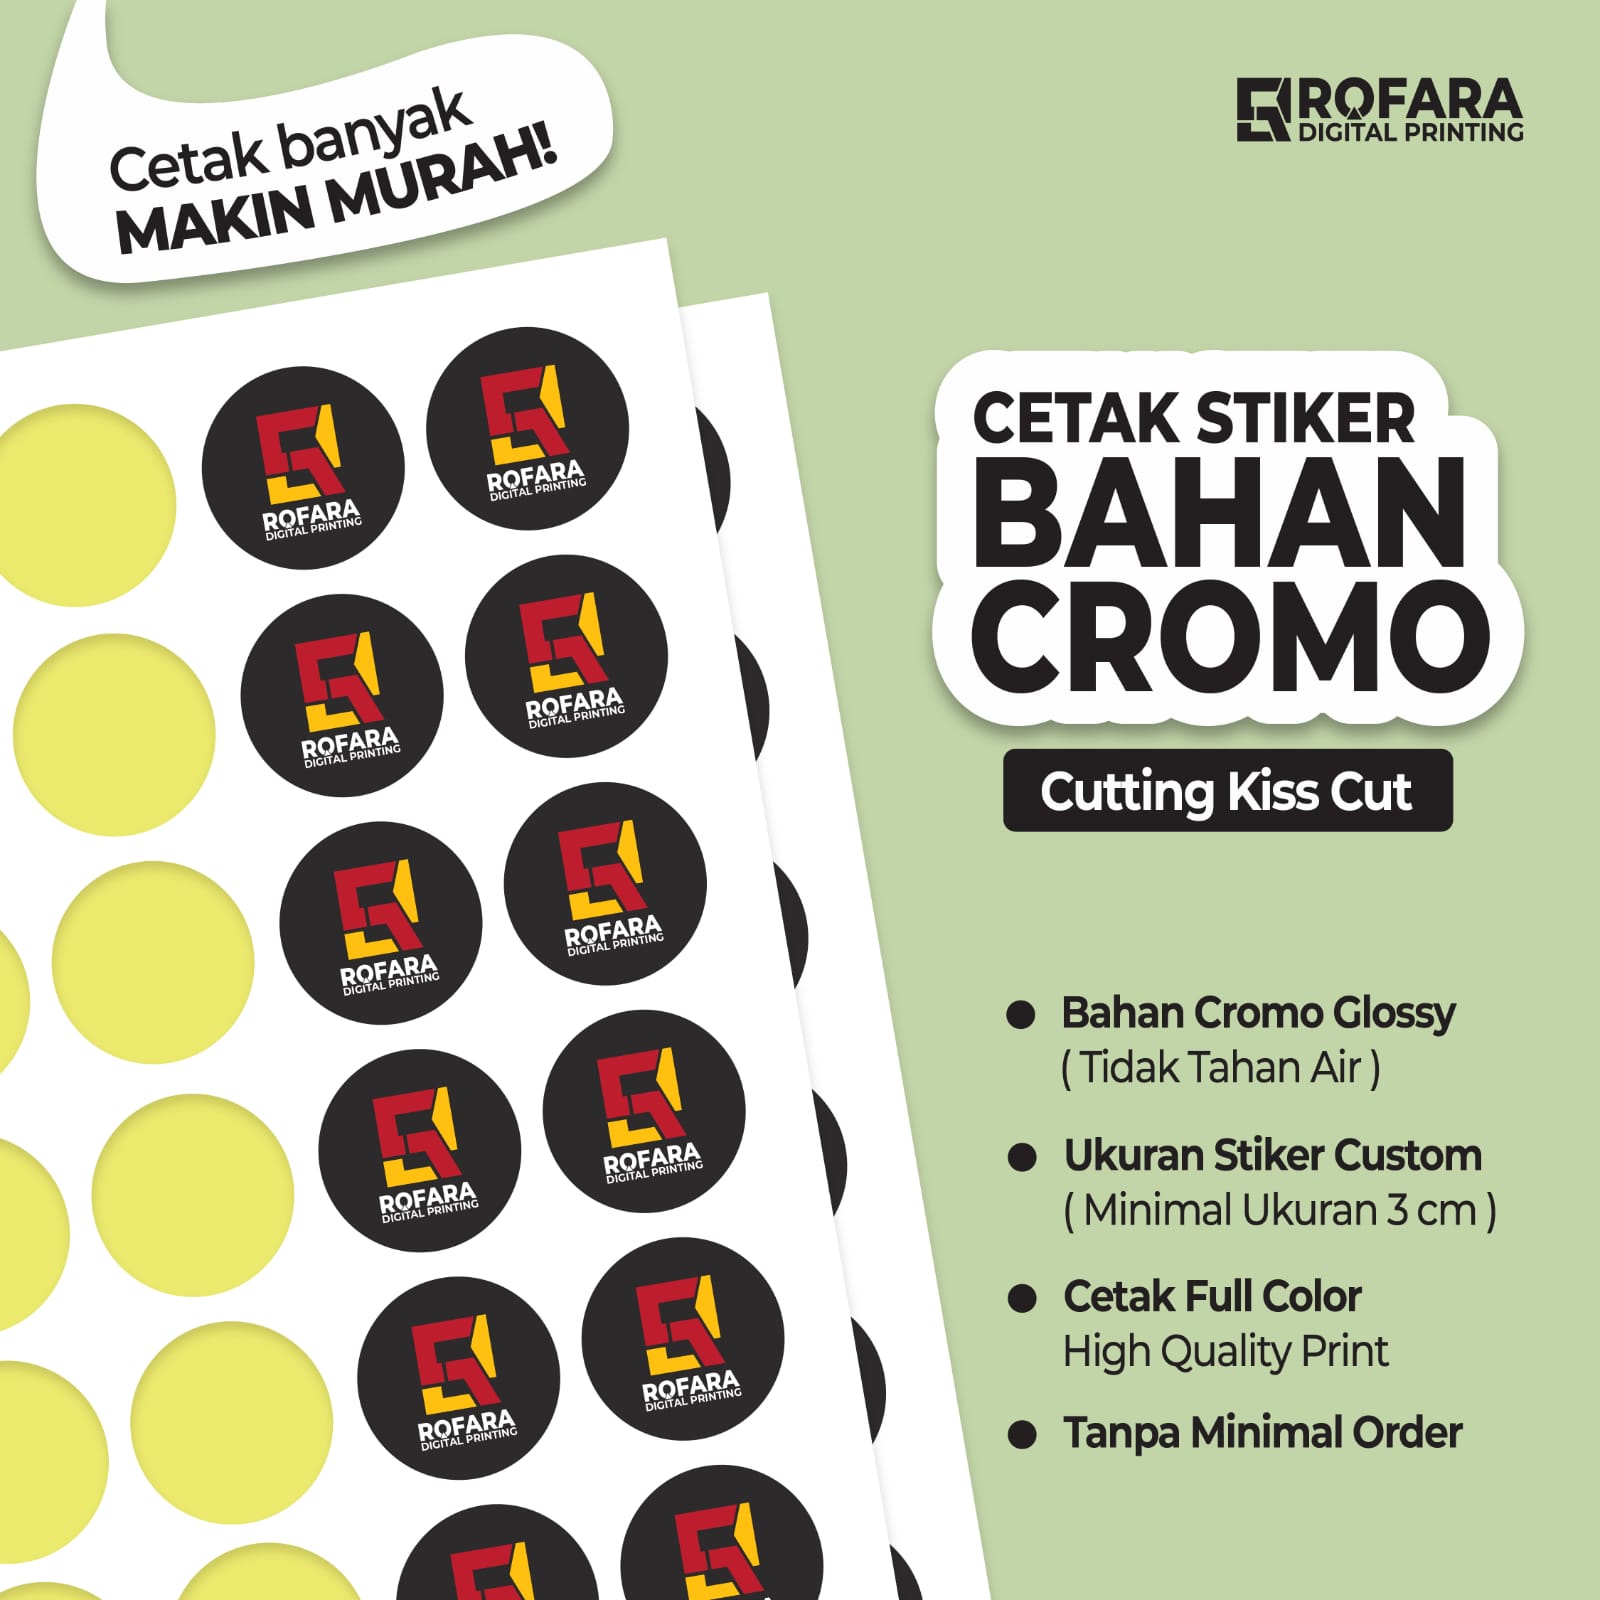 Cetak banyak
MAKIN MURAH!
ROFARA
DIGITAL PRINTING
CETAK STIKER
BAHAN
CROMO
Cutting Kiss Cut
Bahan Cromo Glossy
( Tidak Tahan Air )
Ukuran Stiker Custom
( Minimal Ukuran 3 cm )
Cetak Full Color
High Quality Print
Tanpa Minimal Order
ROFARA
DIGITAL PRINTING
ROFARA
DIGITAL PRINTING
ROFARA
DIGITAL PRINTING
ROFARA
DIGITAL PRINTING
ROFARA
DIGITAL PRINTING
ROFARA
DIGITAL PRINTING
ROFARA
DIGITAL PRINTING
ROFARA
DIGITAL PRINTING
ROFARA
DIGITAL PRINTING
ROFARA
DIGITAL PRINTING